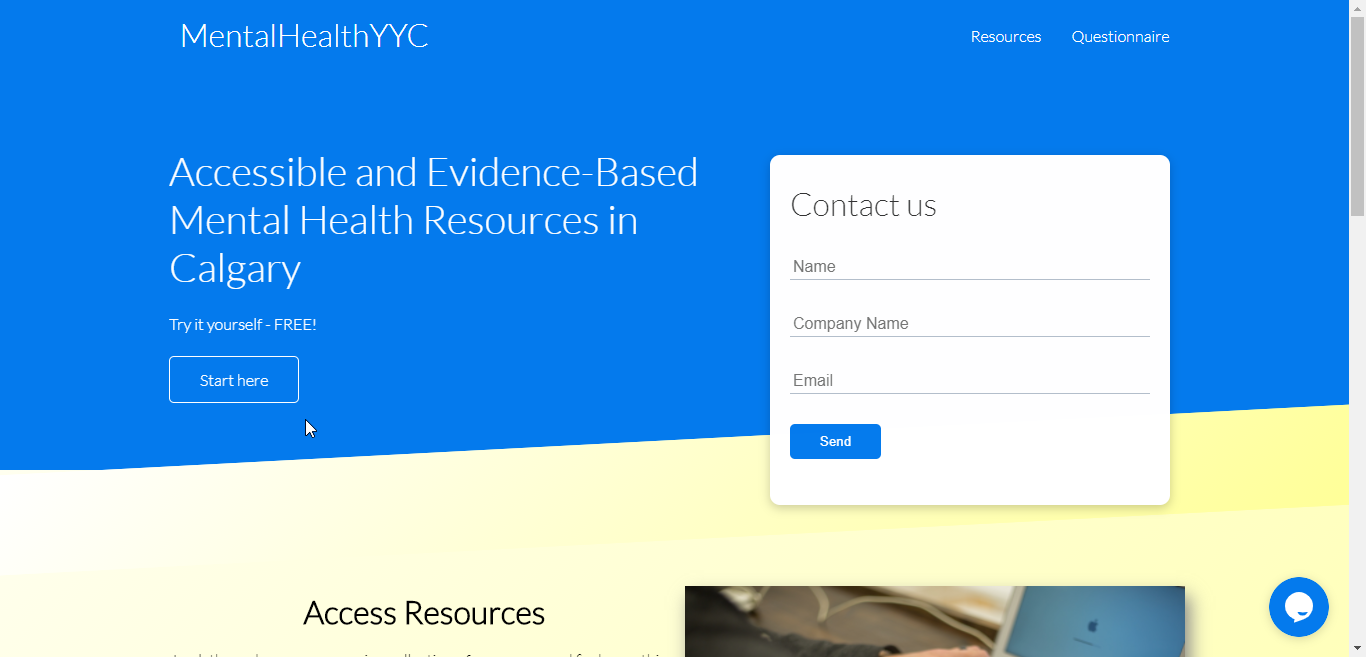 MentalHealthYYC
Resources
Questionnaire
Accessible and Evidence-Based
Mental Health Resources in
Calgary
Try it yourself - FREE!
Start here
Contact us
Name
Company Name
Email
Send
Access Resources